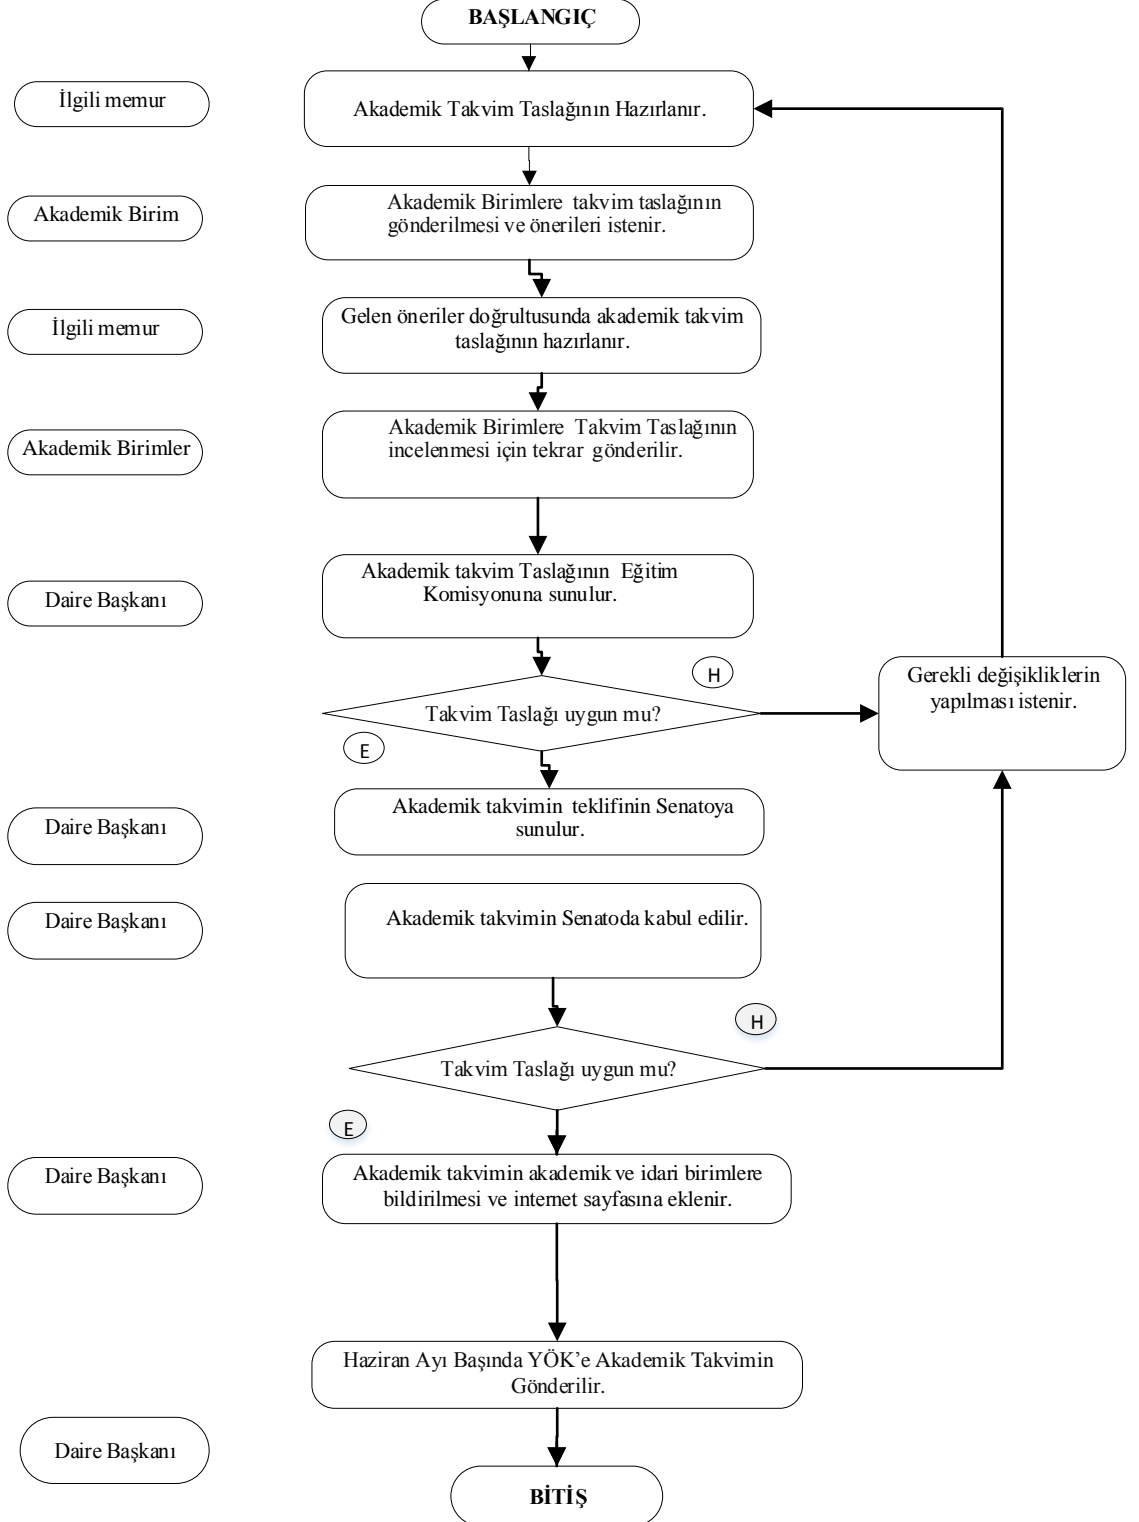 BAŞLANGIÇ
İlgili memur
Akademik Takvim Taslağının Hazırlanır.
Akademik Birim
Akademik Birimlere takvim taslağının
gönderilmesi ve önerileri istenir.
İlgili memur
Gelen öneriler doğrultusunda akademik takvim
taslağının hazırlanır.
Akademik Birimler
Akademik Birimlere Takvim Taslağının
incelenmesi için tekrar gönderilir.
Daire Başkanı
Akademik takvim Taslağının Eğitim
Komisyonuna sunulur.
H
Gerekli değişikliklerin
yapılması istenir.
Takvim Taslağı uygun mu?
E
Daire Başkanı
Akademik takvimin teklifinin Senatoya
sunulur.
Daire Başkanı
Akademik takvimin Senatoda kabul edilir.
H
Takvim Taslağı uygun mu?
E
Daire Başkanı
Akademik takvimin akademik ve idari birimlere
bildirilmesi ve internet sayfasına eklenir.
Haziran Ayı Başında YÖK’e Akademik Takvimin
Gönderilir.
Daire Başkanı
BİTİŞ